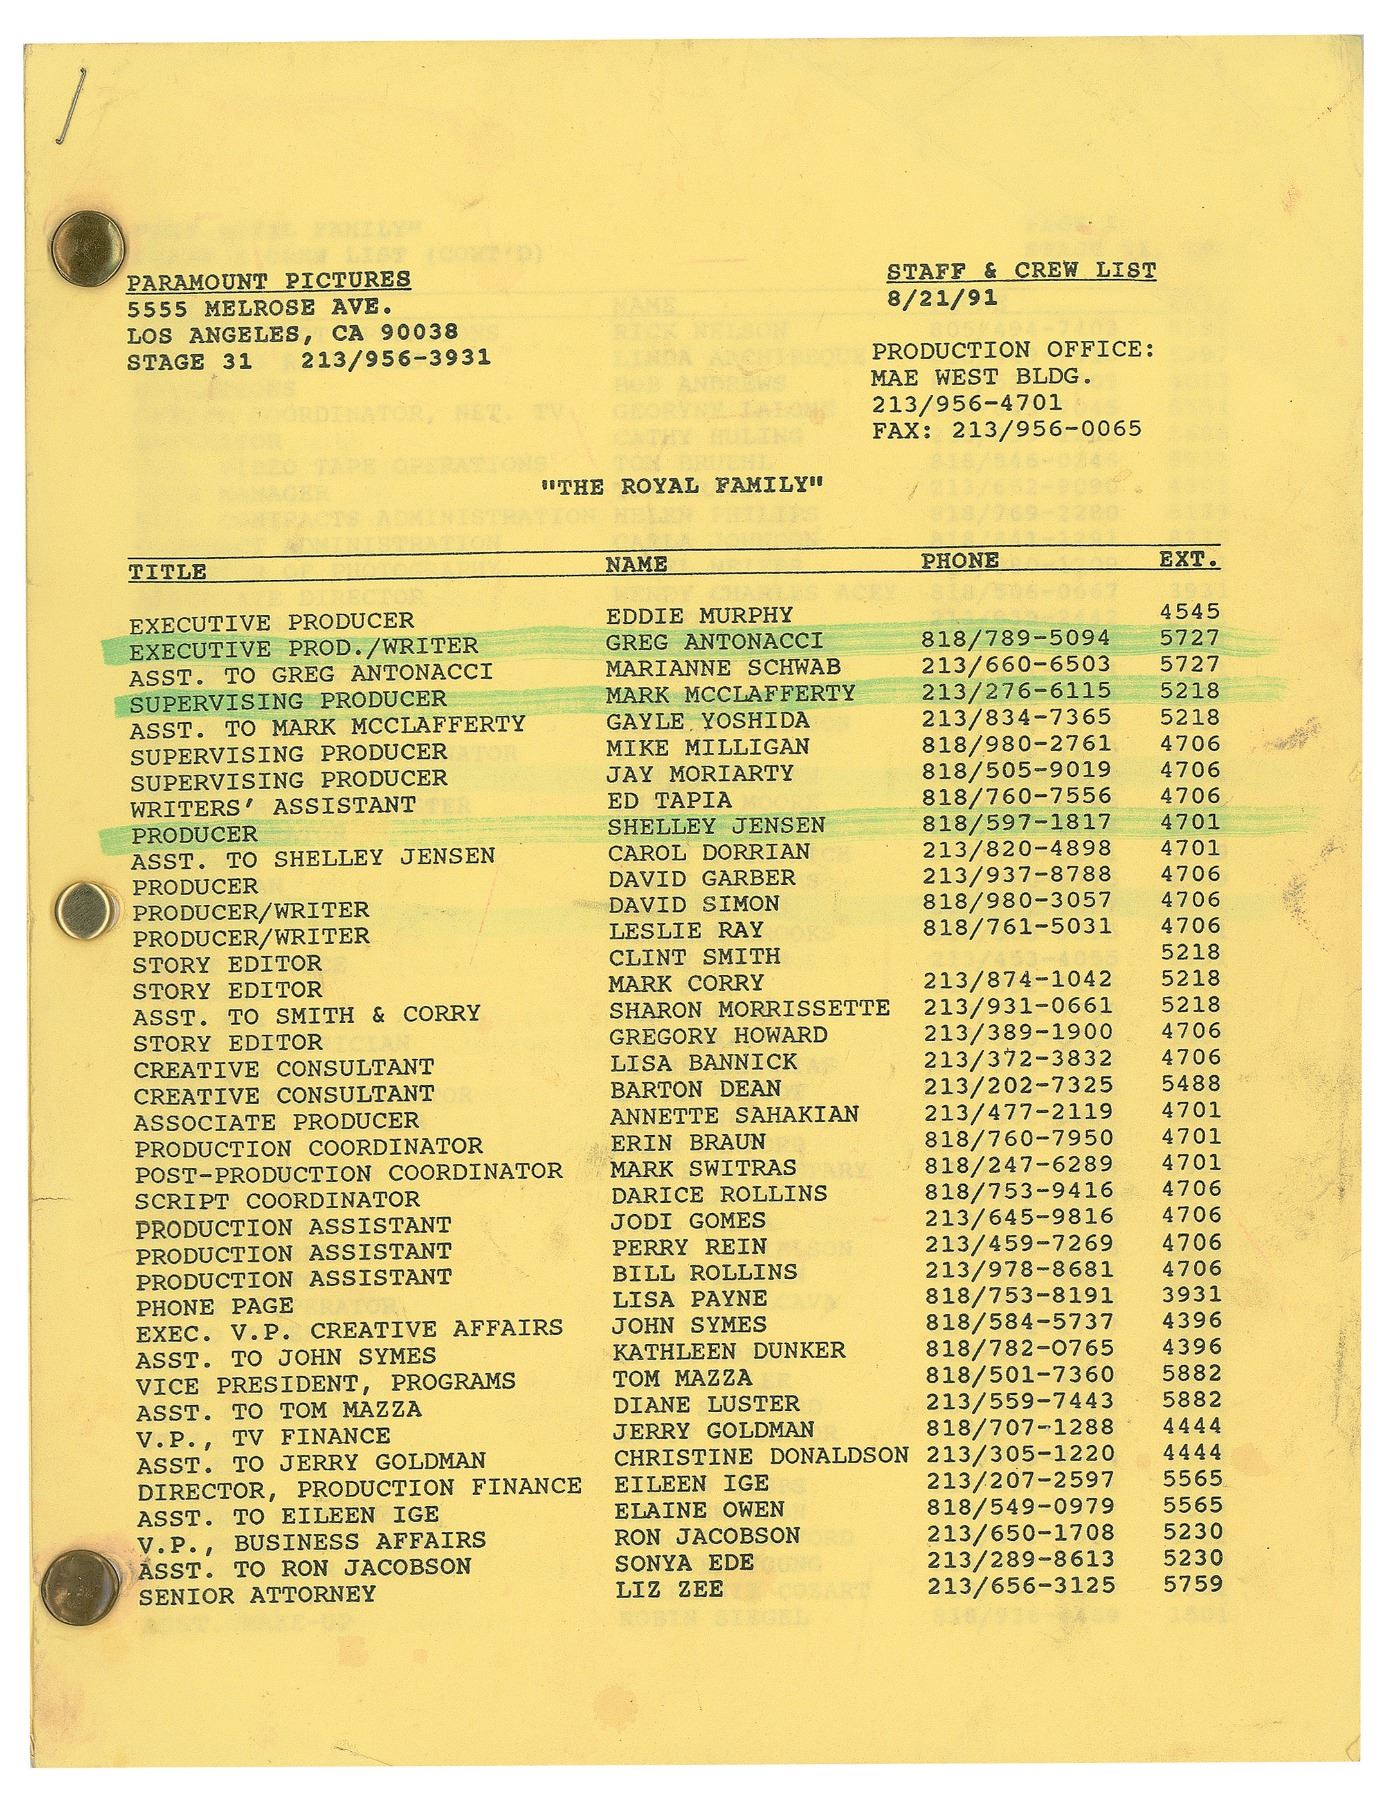 PARAMOUNT PICTURES
5555 MELROSE AVE.
LOS ANGELES, CA 90038
STAGE 31 213/956-3931
STAFF & CREW LIST
8/21/91
PRODUCTION OFFICE:
MAE WEST BLDG.
213/956-4701
FAX: 213/956-0065
"THE ROYAL FAMILY"
TITLE NAME PHONE EXT.
EXECUTIVE PRODUCER EDDIE MURPHY 4545
EXECUTIVE PROD./WRITER GREG ANTONACCI 818/789-5094 5727
ASST. TO GREG ANTONACCI MARIANNE SCHWAB 213/660-6503 5727
SUPERVISING PRODUCER MARK MCCLAFFERTY 213/276-6115 5218
ASST. TO MARK MCCLAFFERTY GAYLE YOSHIDA 213/834-7365 5218
SUPERVISING PRODUCER MIKE MILLIGAN 818/980-2761 4706
SUPERVISING PRODUCER JAY MORIARTY 818/505-9019 4706
WRITERS' ASSISTANT ED TAPIA 818/760-7556 4706
PRODUCER SHELLEY JENSEN 818/597-1817 4701
ASST. TO SHELLEY JENSEN CAROL DORRIAN 213/820-4898 4701
PRODUCER DAVID GARBER 213/937-8788 4706
PRODUCER/WRITER DAVID SIMON 818/980-3057 4706
PRODUCER/WRITER LESLIE RAY 818/761-5031 4706
STORY EDITOR CLINT SMITH 5218
STORY EDITOR MARK CORRY 213/874-1042 5218
ASST. TO SMITH & CORRY SHARON MORRISSETTE 213/931-0661 5218
STORY EDITOR GREGORY HOWARD 213/389-1900 4706
CREATIVE CONSULTANT LISA BANNICK 213/372-3832 4706
CREATIVE CONSULTANT BARTON DEAN 213/202-7325 5488
ASSOCIATE PRODUCER ANNETTE SAHAKIAN 213/477-2119 4701
PRODUCTION COORDINATOR ERIN BRAUN 818/760-7950 4701
POST-PRODUCTION COORDINATOR MARK SWITRAS 818/247-6289 4701
SCRIPT COORDINATOR DARICE ROLLINS 818/753-9416 4706
PRODUCTION ASSISTANT JODI GOMES 213/645-9816 4706
PRODUCTION ASSISTANT PERRY REIN 213/459-7269 4706
PRODUCTION ASSISTANT BILL ROLLINS 213/978-8681 4706
PHONE PAGE LISA PAYNE 818/753-8191 3931
EXEC. V.P. CREATIVE AFFAIRS JOHN SYMES 818/584-5737 4396
ASST. TO JOHN SYMES KATHLEEN DUNKER 818/782-0765 4396
VICE PRESIDENT, PROGRAMS TOM MAZZA 818/501-7360 5882
ASST. TO TOM MAZZA DIANE LUSTER 213/559-7443 5882
V.P., TV FINANCE JERRY GOLDMAN 818/707-1288 4444
ASST. TO JERRY GOLDMAN CHRISTINE DONALDSON 213/305-1220 4444
DIRECTOR, PRODUCTION FINANCE EILEEN IGE 213/207-2597 5565
ASST. TO EILEEN IGE ELAINE OWEN 818/549-0979 5565
V.P., BUSINESS AFFAIRS RON JACOBSON 213/650-1708 5230
ASST. TO RON JACOBSON SONYA EDE 213/289-8613 5230
SENIOR ATTORNEY LIZ ZEE 213/656-3125 5759